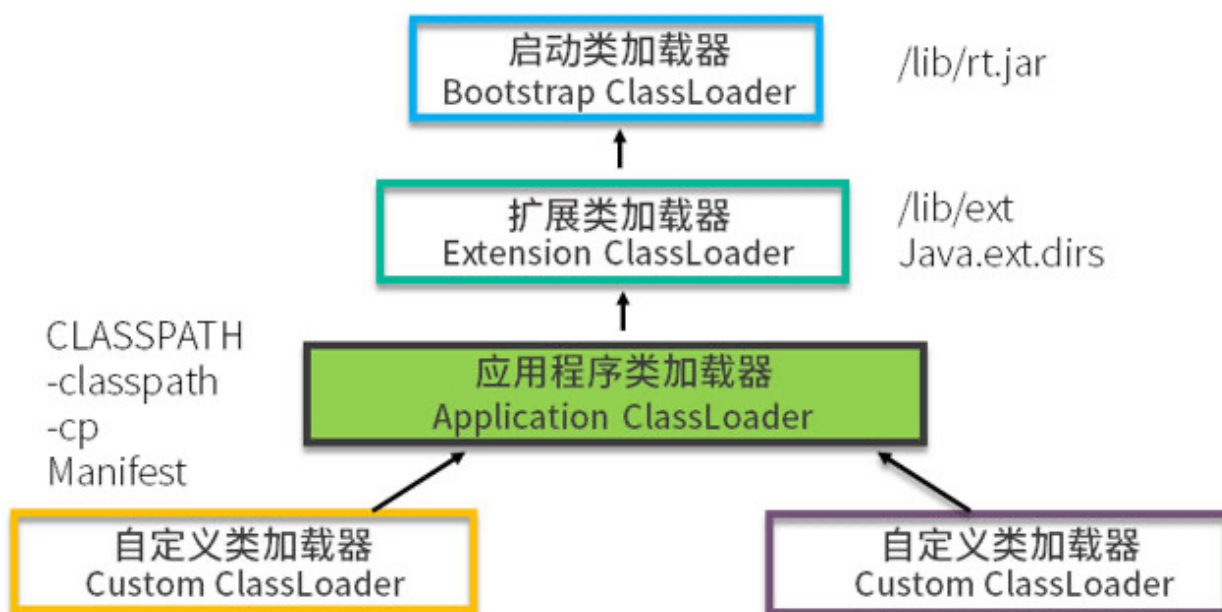 启动类加载器
Bootstrap ClassLoader
/lib/rt.jar
扩展类加载器
Extension ClassLoader
/lib/ext
Java.ext.dirs
CLASSPATH
-classpath
-cp
Manifest
应用程序类加载器
Application ClassLoader
自定义类加载器
Custom ClassLoader
自定义类加载器
Custom ClassLoader